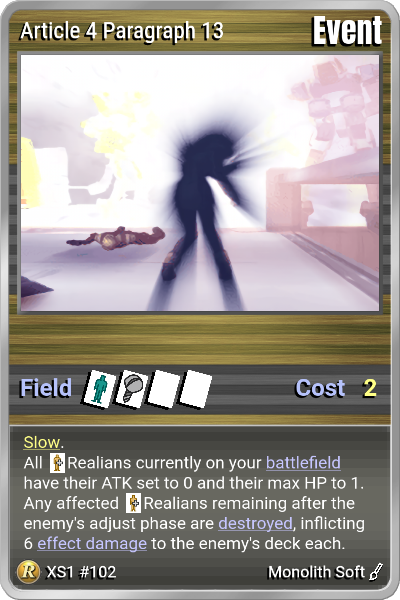 Article 4 Paragraph 13
Event
Field
Cost 2
Slow.
All Realians currently on your battlefield
have their ATK set to 0 and their max HP to 1.
Any affected Realians remaining after the
enemy's adjust phase are destroyed, inflicting
6 effect damage to the enemy's deck each.
R XS1 #102
Monolith Soft